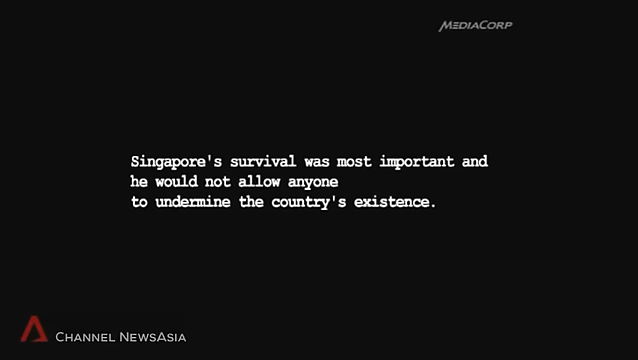 MEDIACORP
Singapore's survival was most important and
he would not allow anyone
to undermine the country's existence.
CHANNEL NEWSASIA